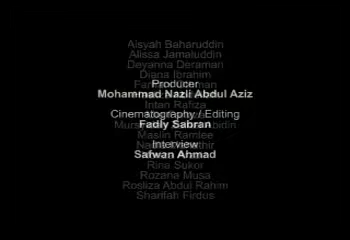 Aisyah Baharuddin
Alissa Jamaluddin
Deyanna Deraman
Diana Ibrahim
Producer
Mohammad Nazli Abdul Aziz
Intan Rafiza
Cinematography / Editing
Fadly Sabran
Maslin Ramlee
Interview
Safwan Ahmad
Rina Suker
Rozana Musa
Rosliza Abdul Rahim
Sharifah Firdus